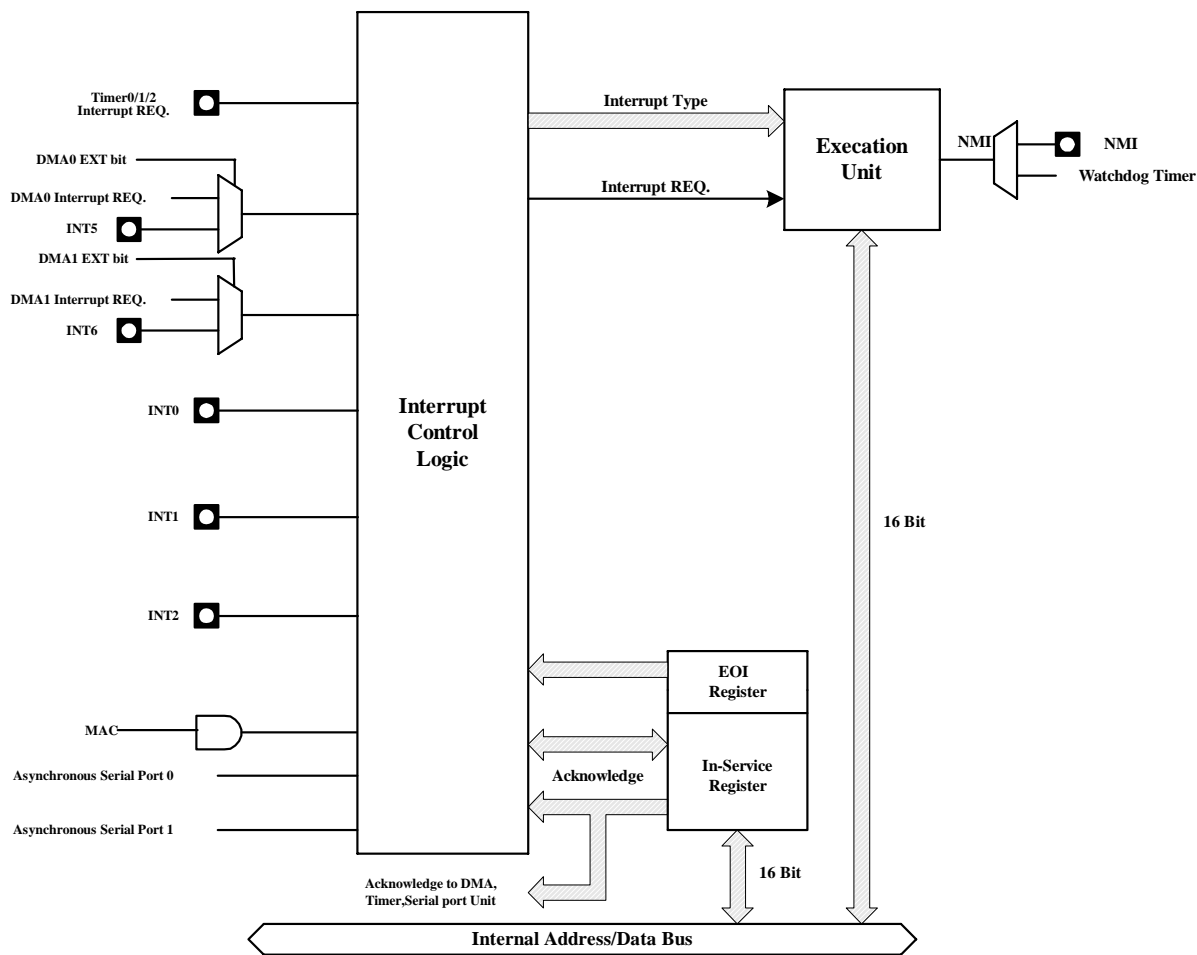 Timer0/1/2
Interrupt REQ.
DMA0 EXT bit
DMA0 Interrupt REQ.
INT5
DMA1 EXT bit
DMA1 Interrupt REQ.
INT6
INT0
INT1
INT2
MAC
Asynchronous Serial Port 0
Asynchronous Serial Port 1
Interrupt
Control
Logic
Interrupt Type
Interrupt REQ.
Execation
Unit
NMI
NMI
Watchdog Timer
16 Bit
EOI
Register
In-Service
Register
Acknowledge
Acknowledge to DMA,
Timer,Serial port Unit
16 Bit
Internal Address/Data Bus